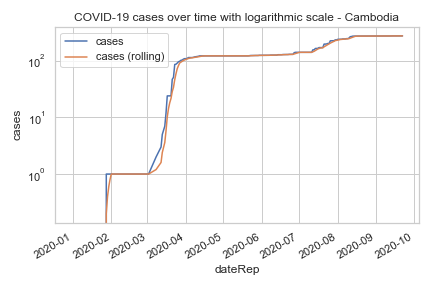 COVID-19 cases over time with logarithmic scale - Cambodia
cases
cases (rolling)
10²
10¹
10⁰
cases
2020-01
2020-02
2020-03
2020-04
2020-05
2020-06
2020-07
2020-08
2020-09
2020-10
dateRep